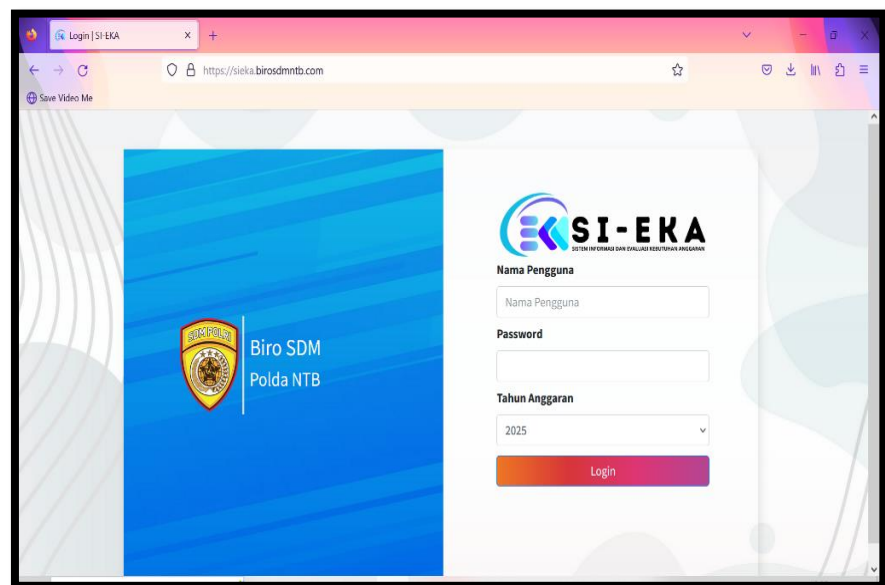 Login | SI-EKA
https://sieka.birosdmntb.com
Save Video Me
SDM POLRI
Biro SDM
Polda NTB
SI-EKA
SISTEM INFORMASI DAN EVALUASI KEBUTUHAN ANGGARAN
Nama Pengguna
Nama Pengguna
Password
Tahun Anggaran
2025
Login